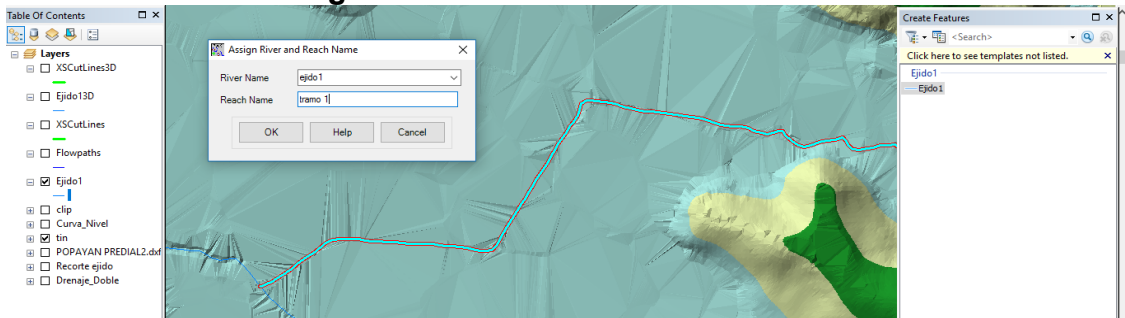 Table Of Contents
Layers
XSCutLines3D
Ejido13D
XSCutLines
Flowpaths
Ejido1
clip
Curva_Nivel
tin
POPAYAN PREDIAL2.dxf
Recorte ejido
Drenaje_Doble
Assign River and Reach Name
River Name
ejido1
Reach Name
tramo 1
OK
Help
Cancel
Create Features
<Search>
Click here to see templates not listed.
Ejido1
Ejido1